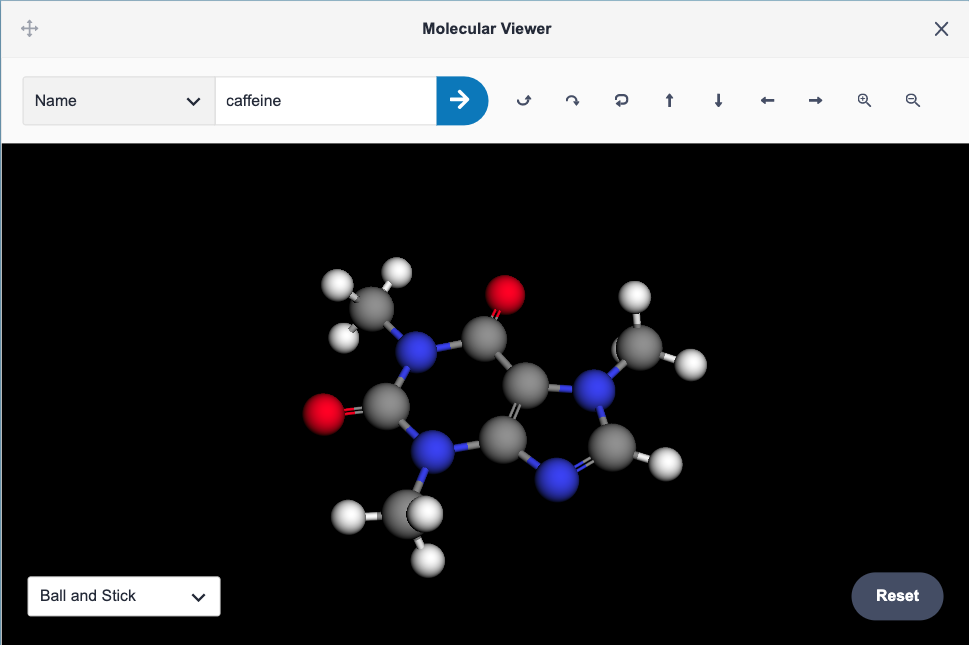 Molecular Viewer
Name
caffeine
Ball and Stick
Reset